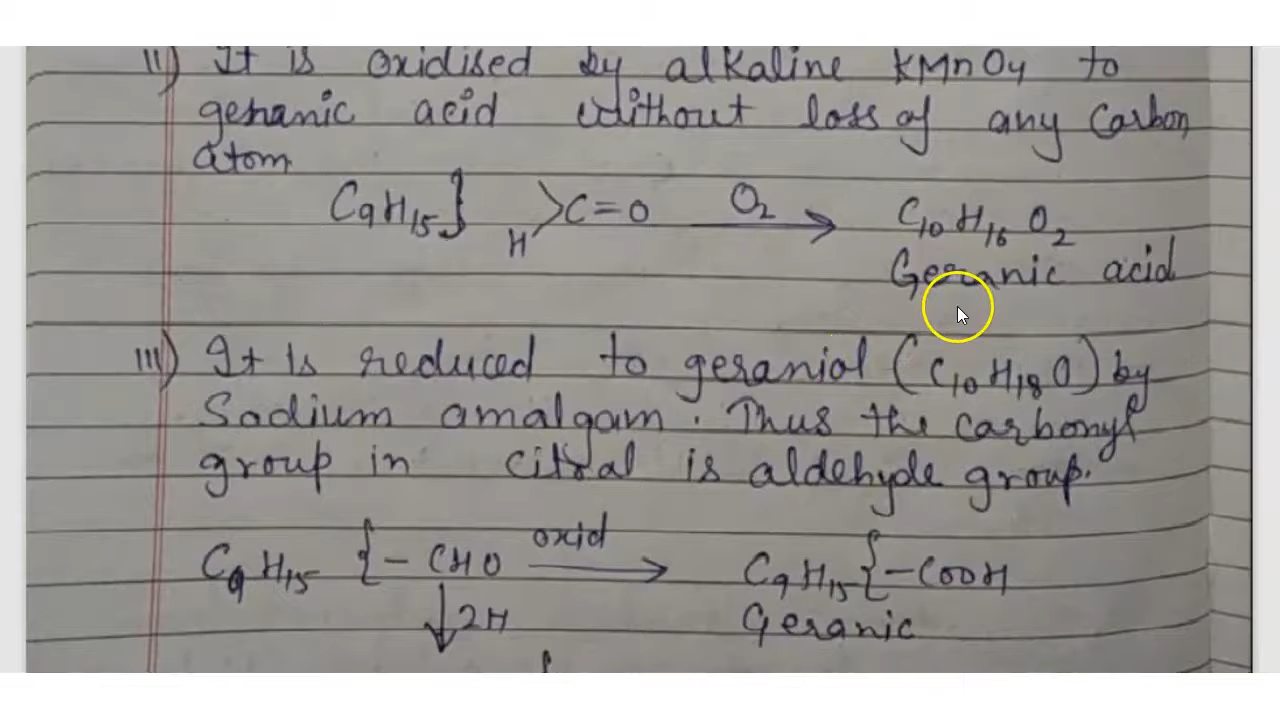 II) It is oxidised by alkaline KMnO4 to
geranic acid without loss of any Carbon
atom
C9H15} H >C=O O2 → C10H16O2
Geranic acid
III) It is reduced to geraniol (C10H18O) by
Sodium amalgam. Thus the carbonyl
group in citral is aldehyde group.
C9H15 {-CHO oxid → C9H15{-COOH
↓2H Geranic